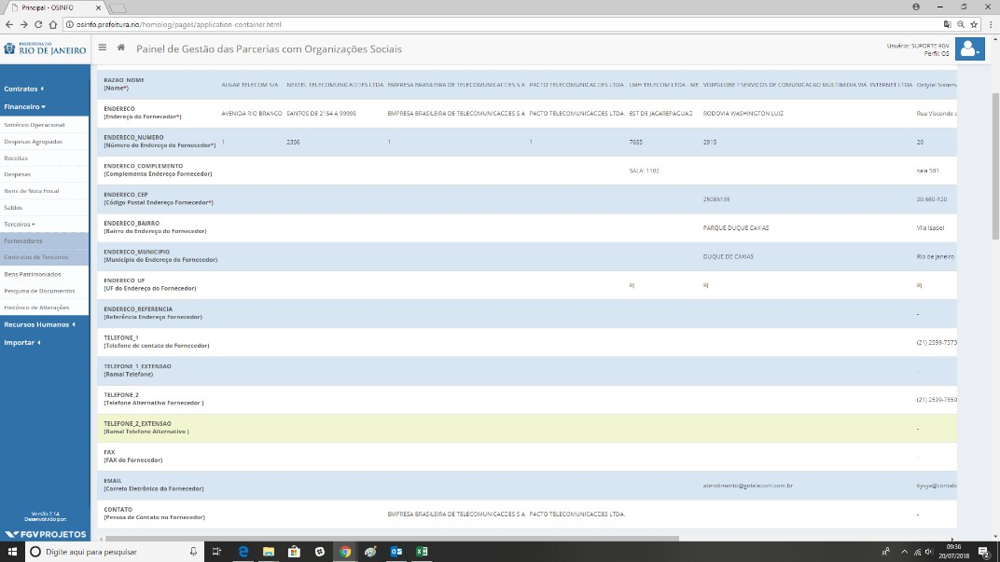 Principal - OSINFO
osinfo.prefeitura.rio/homolog/pages/application-container.html
PREFEITURA DO
RIO DE JANEIRO
Painel de Gestão das Parcerias com Organizações Sociais
Usuário: SUPORTE FGV
Perfil: OS
Contratos
Financeiro
Sintético Operacional
Despesas Agrupadas
Receitas
Despesas
Itens de Nota Fiscal
Saldos
Terceiros
Fornecedores
Contratos de Terceiros
Bens Patrimoniados
Pesquisa de Documentos
Histórico de Alterações
Recursos Humanos
Importar
Versão 2.14
Desenvolvido por:
FGV PROJETOS
RAZAO_NOME
(Nome*)
ALGAR TELECOM S/A NEXTEL TELECOMUNICACOES LTDA EMPRESA BRASILEIRA DE TELECOMUNICACOES S A PACTO TELECOMUNICACOES LTDA. LMH TELECOM LTDA - ME VOIPGLOBE 7 SERVICOS DE COMUNICACAO MULTIMIDIA VIA INTERNET LTDA Onlytel Sistema
ENDERECO
(Endereço do Fornecedor*)
AVENIDA RIO BRANCO SANTOS DE 2154 A 99998 EMPRESA BRASILEIRA DE TELECOMUNICACOES S A PACTO TELECOMUNICACOES LTDA. EST DE JACAREPAGUAD RODOVIA WASHINGTON LUIZ Rua Visconde
ENDERECO_NUMERO
(Número do Endereço do Fornecedor*)
1 2356 1 1 7655 2915 20
ENDERECO_COMPLEMENTO
(Complemento Endereço Fornecedor)
SALA: 1102 sala 501
ENDERECO_CEP
(Código Postal Endereço Fornecedor*)
25085135 20.560-120
ENDERECO_BAIRRO
(Bairro do Endereço do Fornecedor)
PARQUE DUQUE CAXIAS Vila Isabel
ENDERECO_MUNICIPIO
(Município do Endereço do Fornecedor)
DUQUE DE CAXIAS Rio de Janeiro
ENDERECO_UF
(UF do Endereço do Fornecedor)
RJ RJ RJ
ENDERECO_REFERENCIA
(Referência Endereço Fornecedor)
-
TELEFONE_1
(Telefone de contato do Fornecedor)
(21) 2599-7373
TELEFONE_1_EXTENSAO
(Ramal Telefone)
-
TELEFONE_2
(Telefone Alternativo Fornecedor )
(21) 2599-7350
TELEFONE_2_EXTENSAO
(Ramal Telefone Alternativo )
-
FAX
(FAX do Fornecedor)
-
EMAIL
(Correio Eletrônico do Fornecedor)
atendimento@gotelecom.com.br kysya@contab
CONTATO
(Pessoa de Contato no Fornecedor)
EMPRESA BRASILEIRA DE TELECOMUNICACOES S A PACTO TELECOMUNICACOES LTDA. -
Digite aqui para pesquisar
09:36
20/07/2018
2